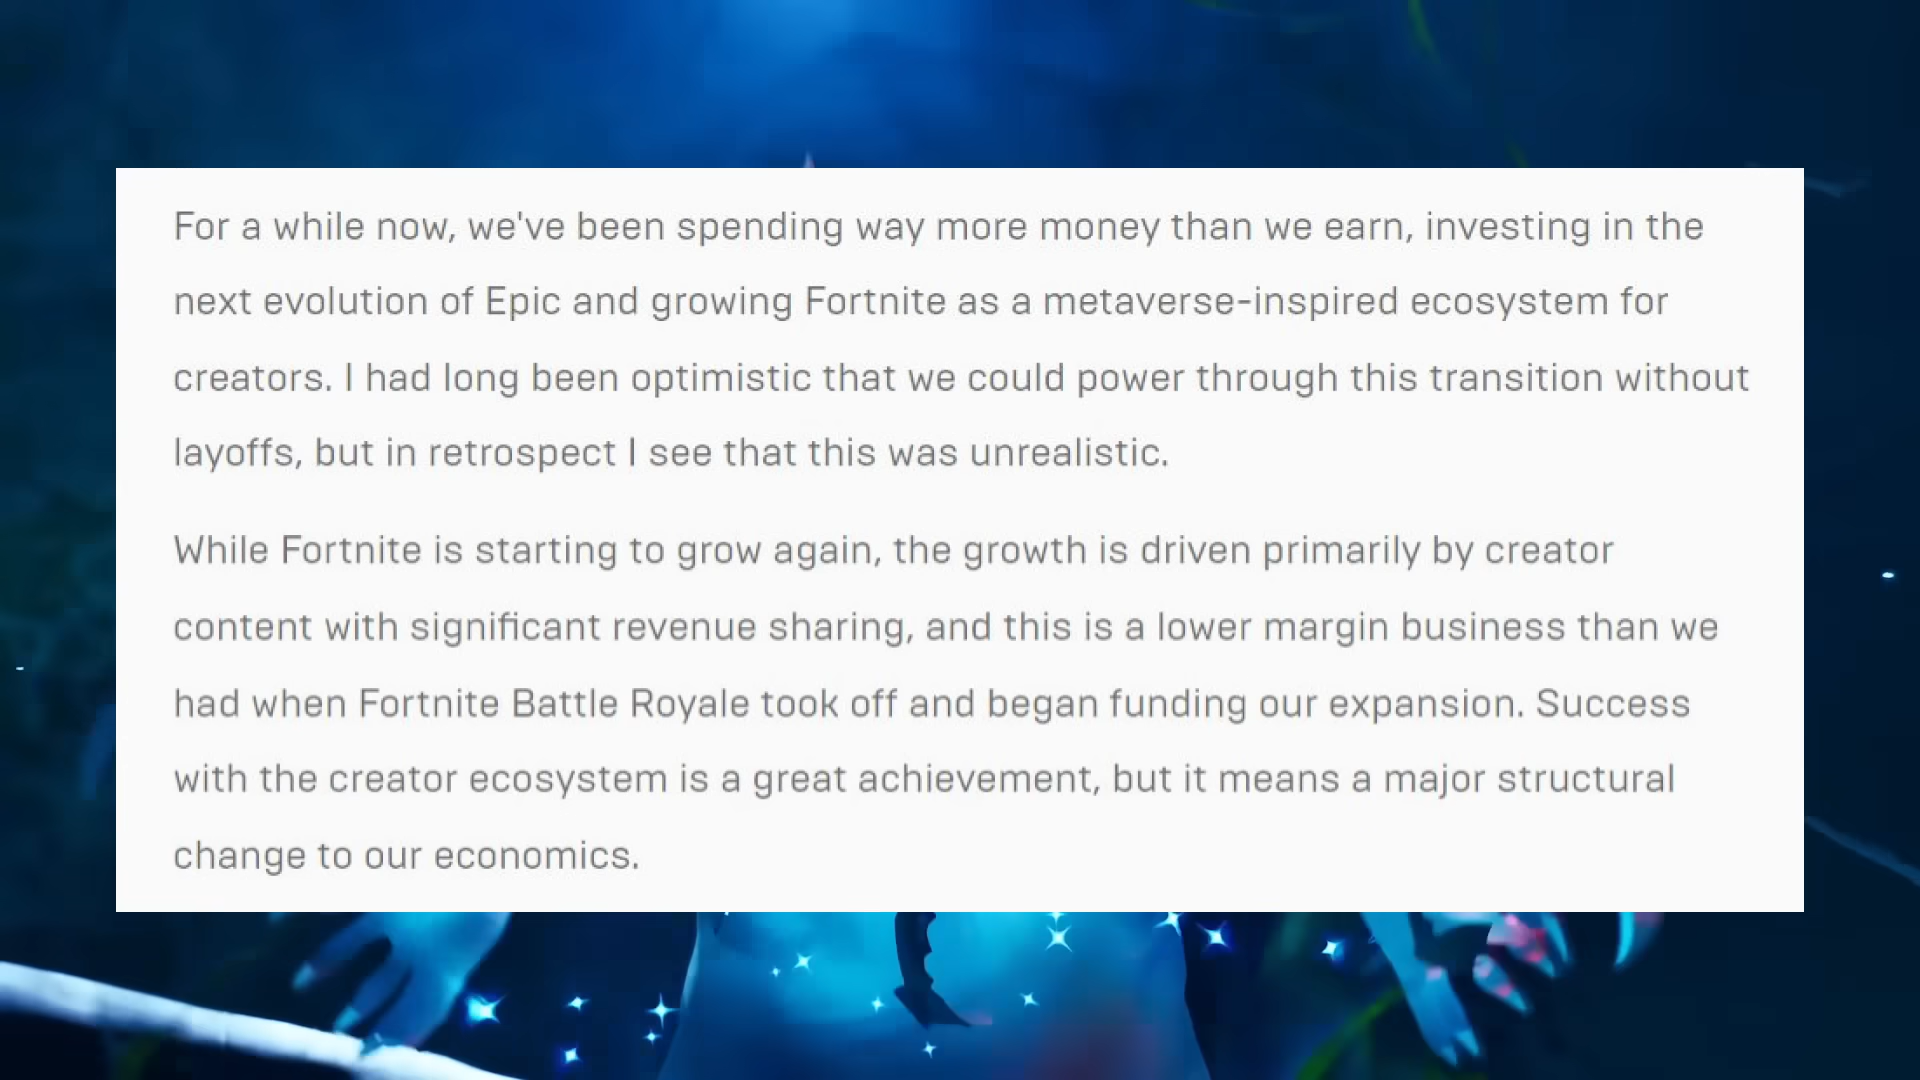 For a while now, we've been spending way more money than we earn, investing in the
next evolution of Epic and growing Fortnite as a metaverse-inspired ecosystem for
creators. I had long been optimistic that we could power through this transition without
layoffs, but in retrospect I see that this was unrealistic.
While Fortnite is starting to grow again, the growth is driven primarily by creator
content with significant revenue sharing, and this is a lower margin business than we
had when Fortnite Battle Royale took off and began funding our expansion. Success
with the creator ecosystem is a great achievement, but it means a major structural
change to our economics.